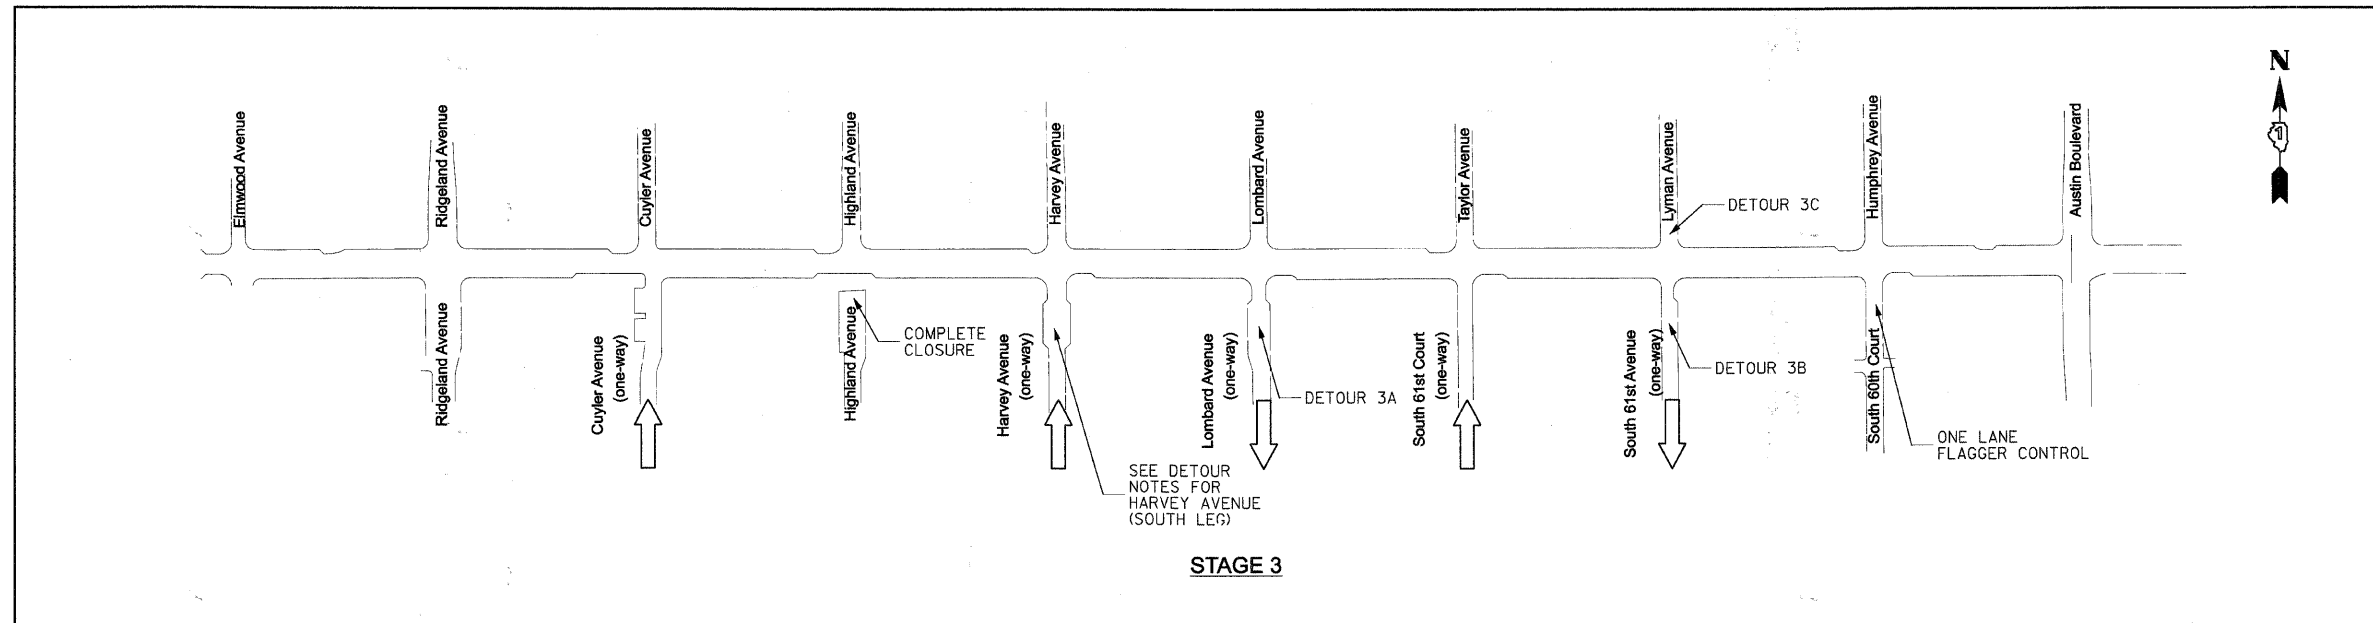 N
Elmwood Avenue
Ridgeland Avenue
Cuyler Avenue
Highland Avenue
Harvey Avenue
Lombard Avenue
Taylor Avenue
Lyman Avenue
Humphrey Avenue
Austin Boulevard
DETOUR 3C
Ridgeland Avenue
Cuyler Avenue
(one-way)
Highland Avenue
COMPLETE
CLOSURE
Harvey Avenue
(one-way)
SEE DETOUR
NOTES FOR
HARVEY AVENUE
(SOUTH LEG)
Lombard Avenue
(one-way)
DETOUR 3A
South 61st Court
(one-way)
South 61st Avenue
(one-way)
DETOUR 3B
South 60th Court
ONE LANE
FLAGGER CONTROL
STAGE 3